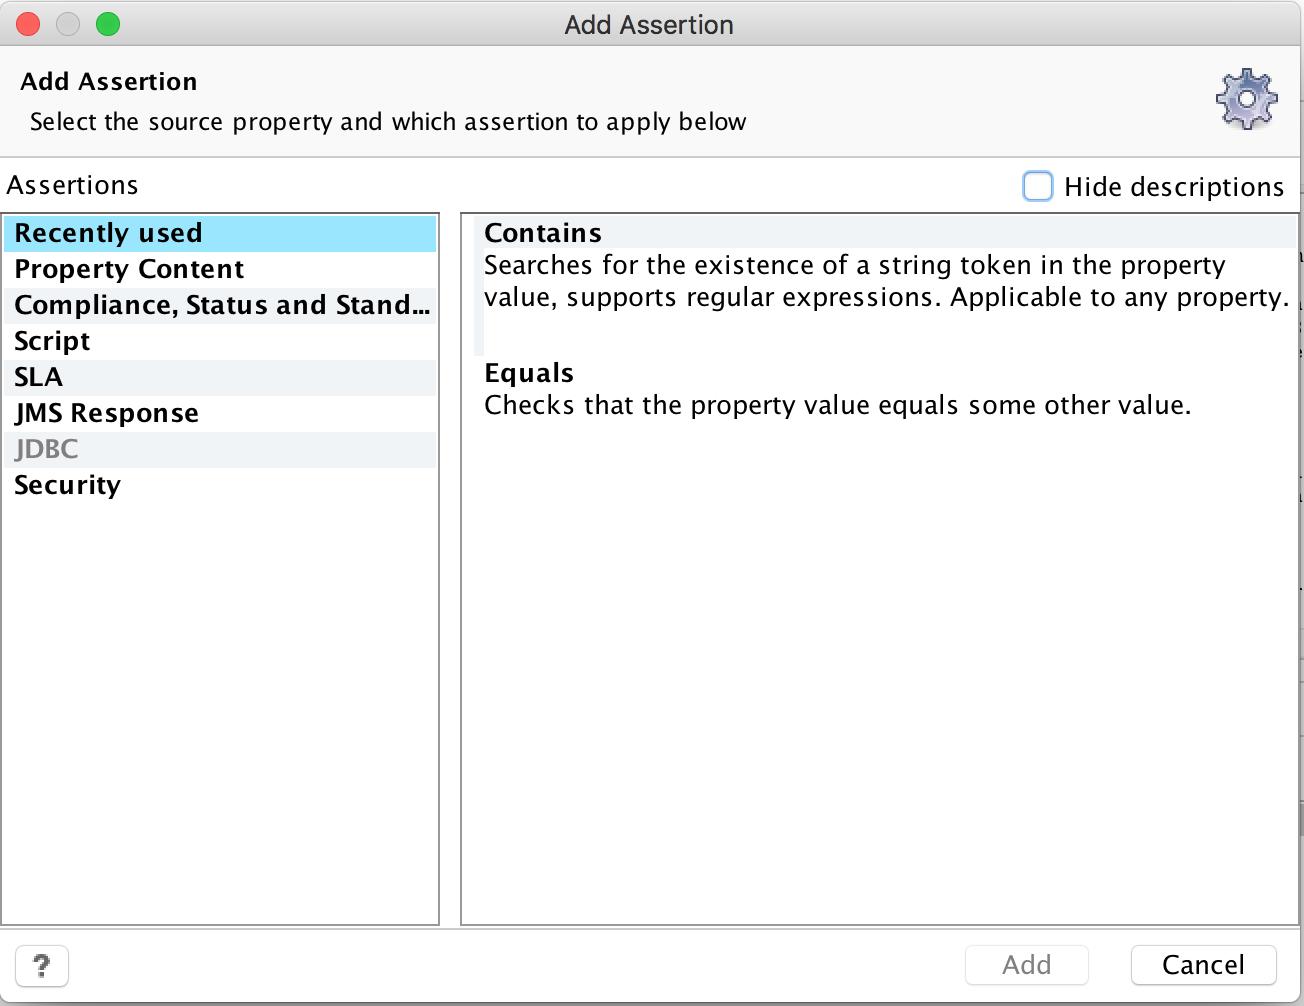 Add Assertion
Add Assertion
Select the source property and which assertion to apply below
Assertions
Hide descriptions
Recently used
Property Content
Compliance, Status and Stand...
Script
SLA
JMS Response
JDBC
Security
Contains
Searches for the existence of a string token in the property
value, supports regular expressions. Applicable to any property.
Equals
Checks that the property value equals some other value.
?
Add
Cancel